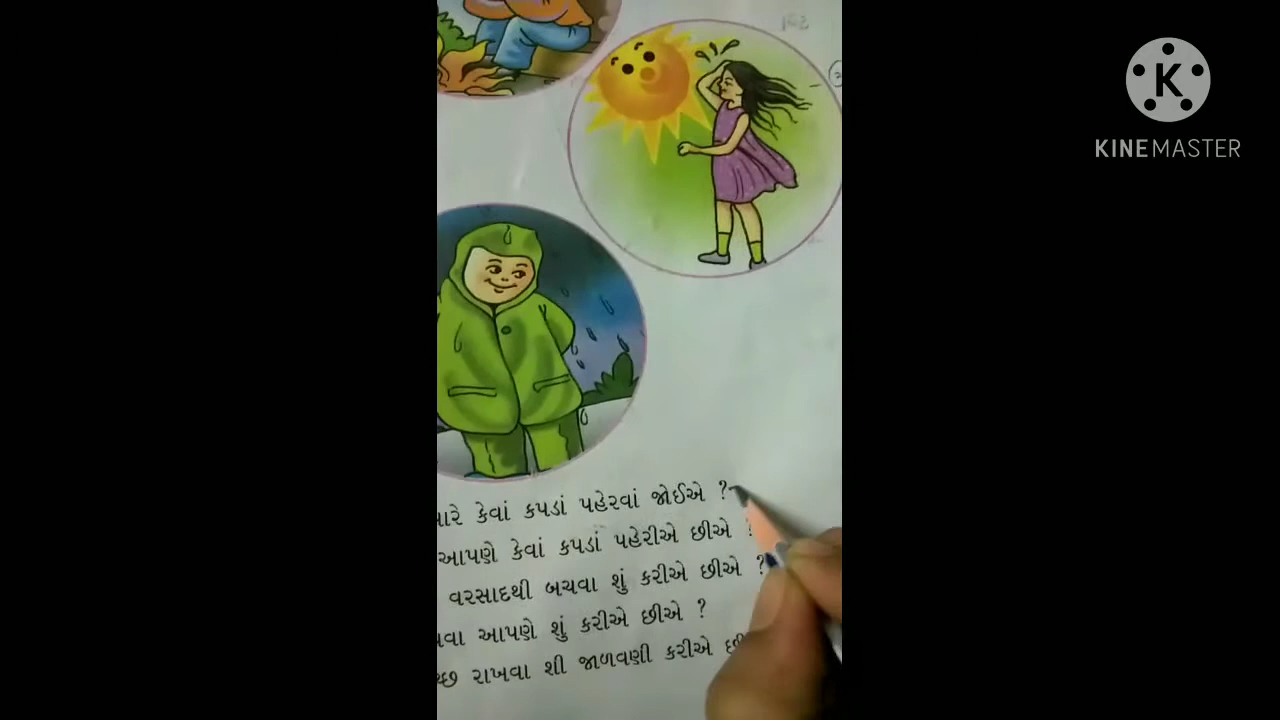 KINEMASTER
કેવાં કપડાં પહેરવાં જોઈએ ?
આપણે કેવાં કપડાં પહેરીએ છીએ ?
વરસાદથી બચવા શું કરીએ છીએ ?
આપણે શું કરીએ છીએ ?
રાખવા શી જાળવણી કરીએ